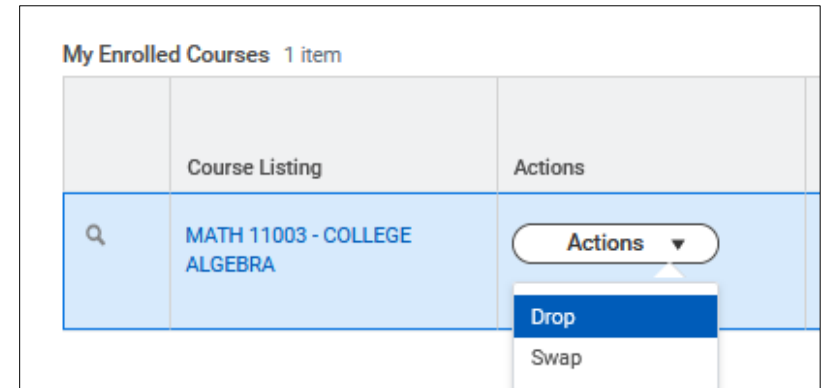 My Enrolled Courses 1 item
Course Listing
Actions
MATH 11003 - COLLEGE
ALGEBRA
Actions
Drop
Swap